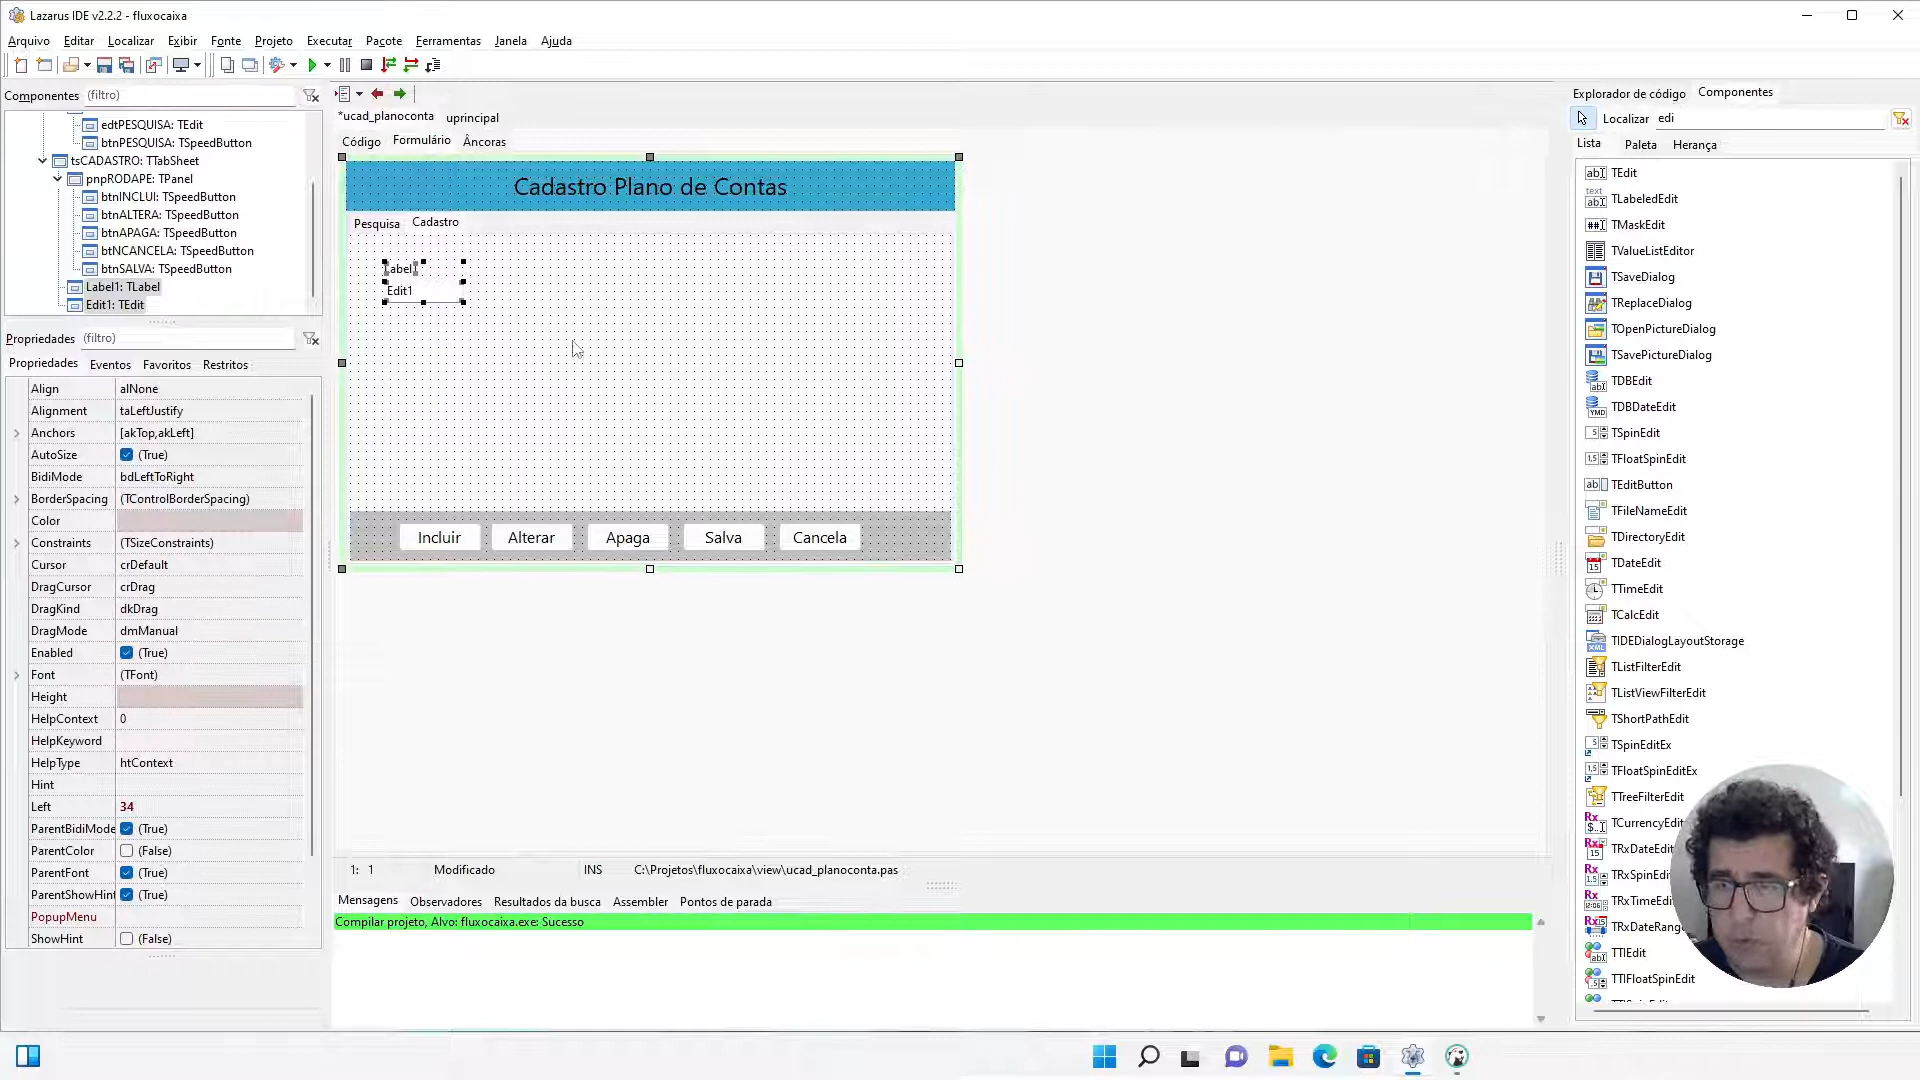 Lazarus IDE v2.2.2 - fluxocaixa
Arquivo Editar Localizar Exibir Fonte Projeto Executar Pacote Ferramentas Janela Ajuda
Componentes (filtro)
edtPESQUISA: TEdit
btnPESQUISA: TSpeedButton
tsCADASTRO: TTabSheet
pnpRODAPE: TPanel
btnINCLUI: TSpeedButton
btnALTERA: TSpeedButton
btnAPAGA: TSpeedButton
btNCANCELA: TSpeedButton
btnSALVA: TSpeedButton
Label1: TLabel
Edit1: TEdit
Propriedades (filtro)
Propriedades Eventos Favoritos Restritos
Align alNone
Alignment taLeftJustify
Anchors [akTop,akLeft]
AutoSize (True)
BidiMode bdLeftToRight
BorderSpacing (TControlBorderSpacing)
Color
Constraints (TSizeConstraints)
Cursor crDefault
DragCursor crDrag
DragKind dkDrag
DragMode dmManual
Enabled (True)
Font (TFont)
Height
HelpContext 0
HelpKeyword
HelpType htContext
Hint
Left 34
ParentBidiMode (True)
ParentColor (False)
ParentFont (True)
ParentShowHint (True)
PopupMenu
ShowHint (False)
*ucad_planoconta uprincipal
Código Formulário Âncoras
Cadastro Plano de Contas
Pesquisa Cadastro
Edit1
Incluir Alterar Apaga Salva Cancela
1: 1 Modificado INS C:\Projetos\fluxocaixa\view\ucad_planoconta.pas
Mensagens Observadores Resultados da busca Assembler Pontos de parada
Compilar projeto, Alvo: fluxocaixa.exe: Sucesso
Explorador de código Componentes
Localizar edi
Lista Paleta Herança
TEdit
TLabeledEdit
TMaskEdit
TValueListEditor
TSaveDialog
TReplaceDialog
TOpenPictureDialog
TSavePictureDialog
TDBEdit
TDBDateEdit
TSpinEdit
TFloatSpinEdit
TEditButton
TFileNameEdit
TDirectoryEdit
TDateEdit
TTimeEdit
TCalcEdit
TIDEDialogLayoutStorage
TListFilterEdit
TListViewFilterEdit
TShortPathEdit
TSpinEditEx
TFloatSpinEditEx
TTreeFilterEdit
TCurrencyEdit
TRxDateEdit
TRxSpinEdit
TRxTimeEdit
TRxDateRang
TTIEdit
TTIFloatSpinEdit